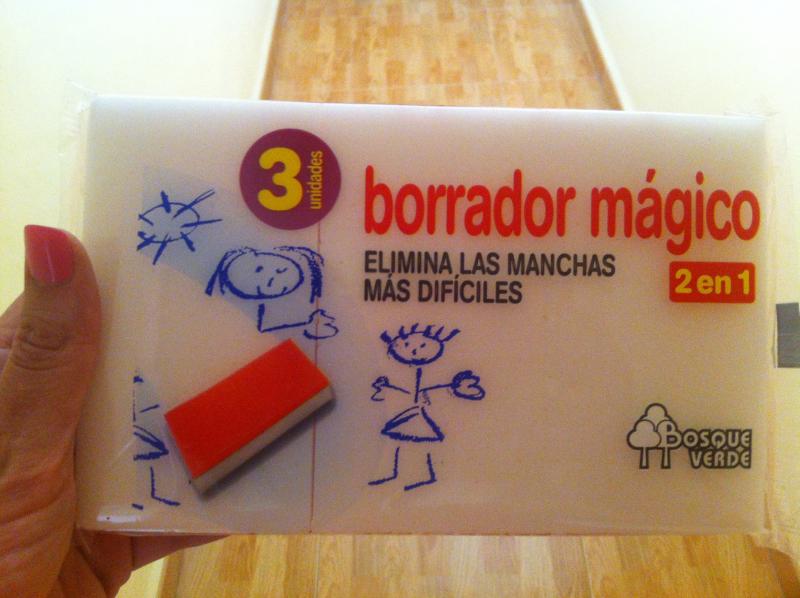 3
unidades
borrador mágico
ELIMINA LAS MANCHAS
MÁS DIFÍCILES
2 en 1
BOSQUE
VERDE